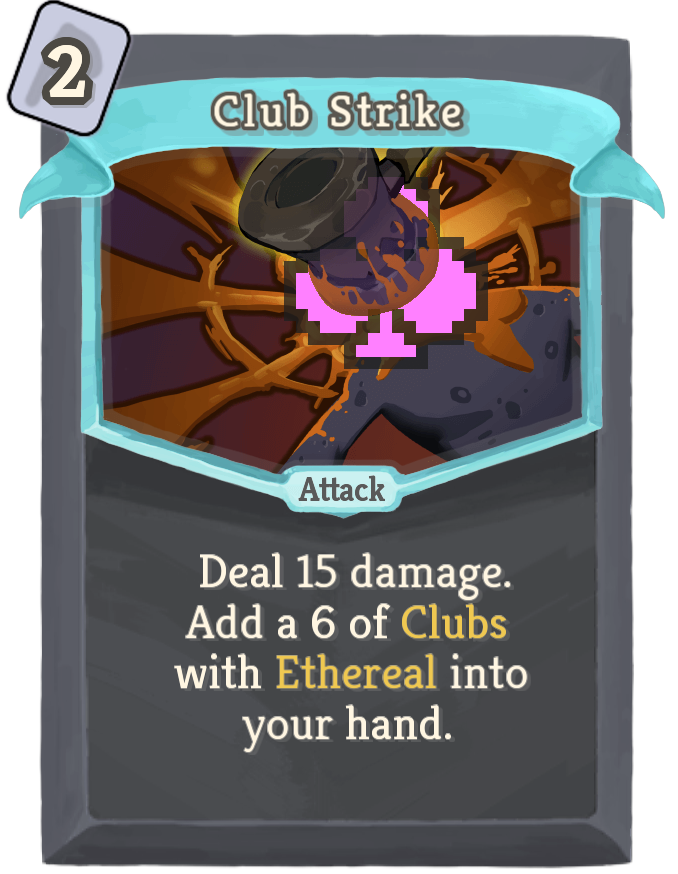 2
Club Strike
Attack
Deal 15 damage.
Add a 6 of Clubs
with Ethereal into
your hand.